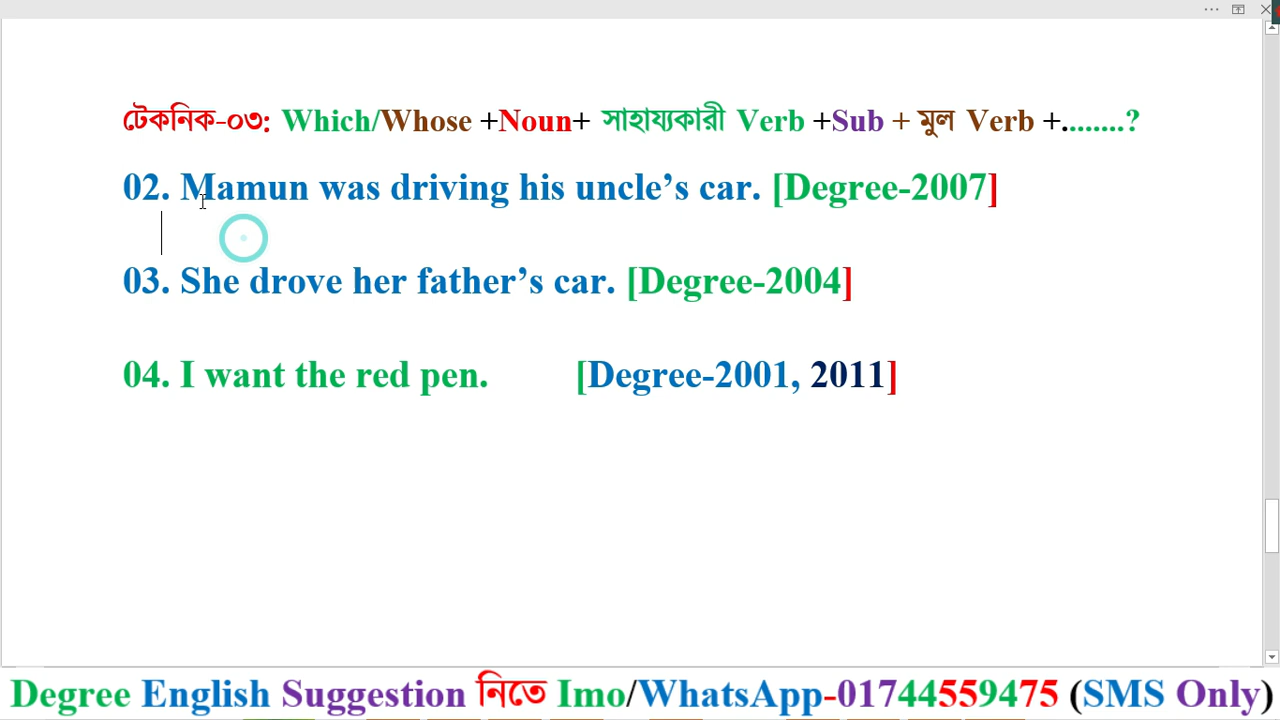 টেকনিক-০৩: Which/Whose +Noun+ সাহায্যকারী Verb +Sub + মুল Verb +.........?
02. Mamun was driving his uncle’s car. [Degree-2007]
03. She drove her father’s car. [Degree-2004]
04. I want the red pen. [Degree-2001, 2011]
Degree English Suggestion নিতে Imo/WhatsApp-01744559475 (SMS Only)